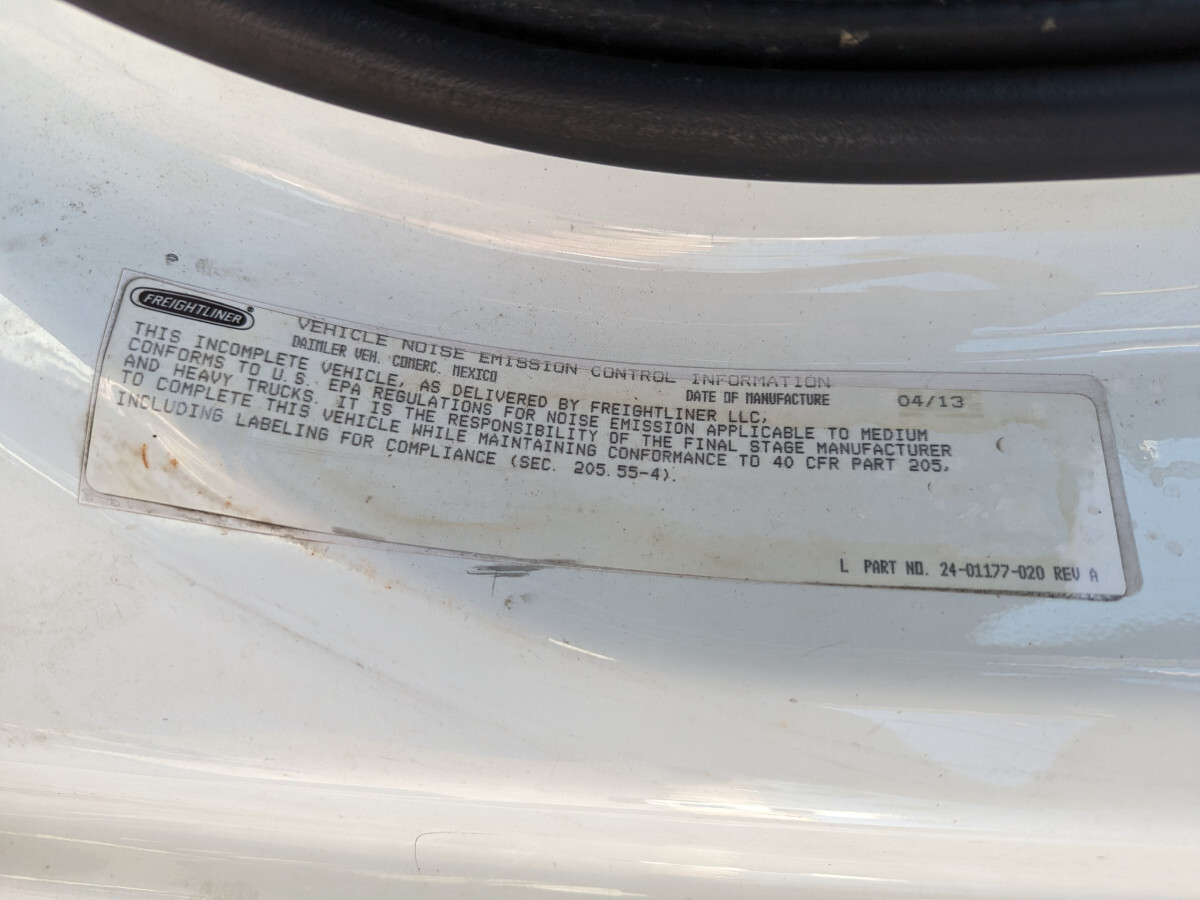 FREIGHTLINER®
VEHICLE NOISE EMISSION CONTROL INFORMATION
DAIMLER VEH. COMERC. MEXICO DATE OF MANUFACTURE 04/13
THIS INCOMPLETE VEHICLE, AS DELIVERED BY FREIGHTLINER LLC,
CONFORMS TO U.S. EPA REGULATIONS FOR NOISE EMISSION APPLICABLE TO MEDIUM
AND HEAVY TRUCKS. IT IS THE RESPONSIBILITY OF THE FINAL STAGE MANUFACTURER
TO COMPLETE THIS VEHICLE WHILE MAINTAINING CONFORMANCE TO 40 CFR PART 205,
INCLUDING LABELING FOR COMPLIANCE (SEC. 205.55-4).
L PART NO. 24-01177-020 REV A